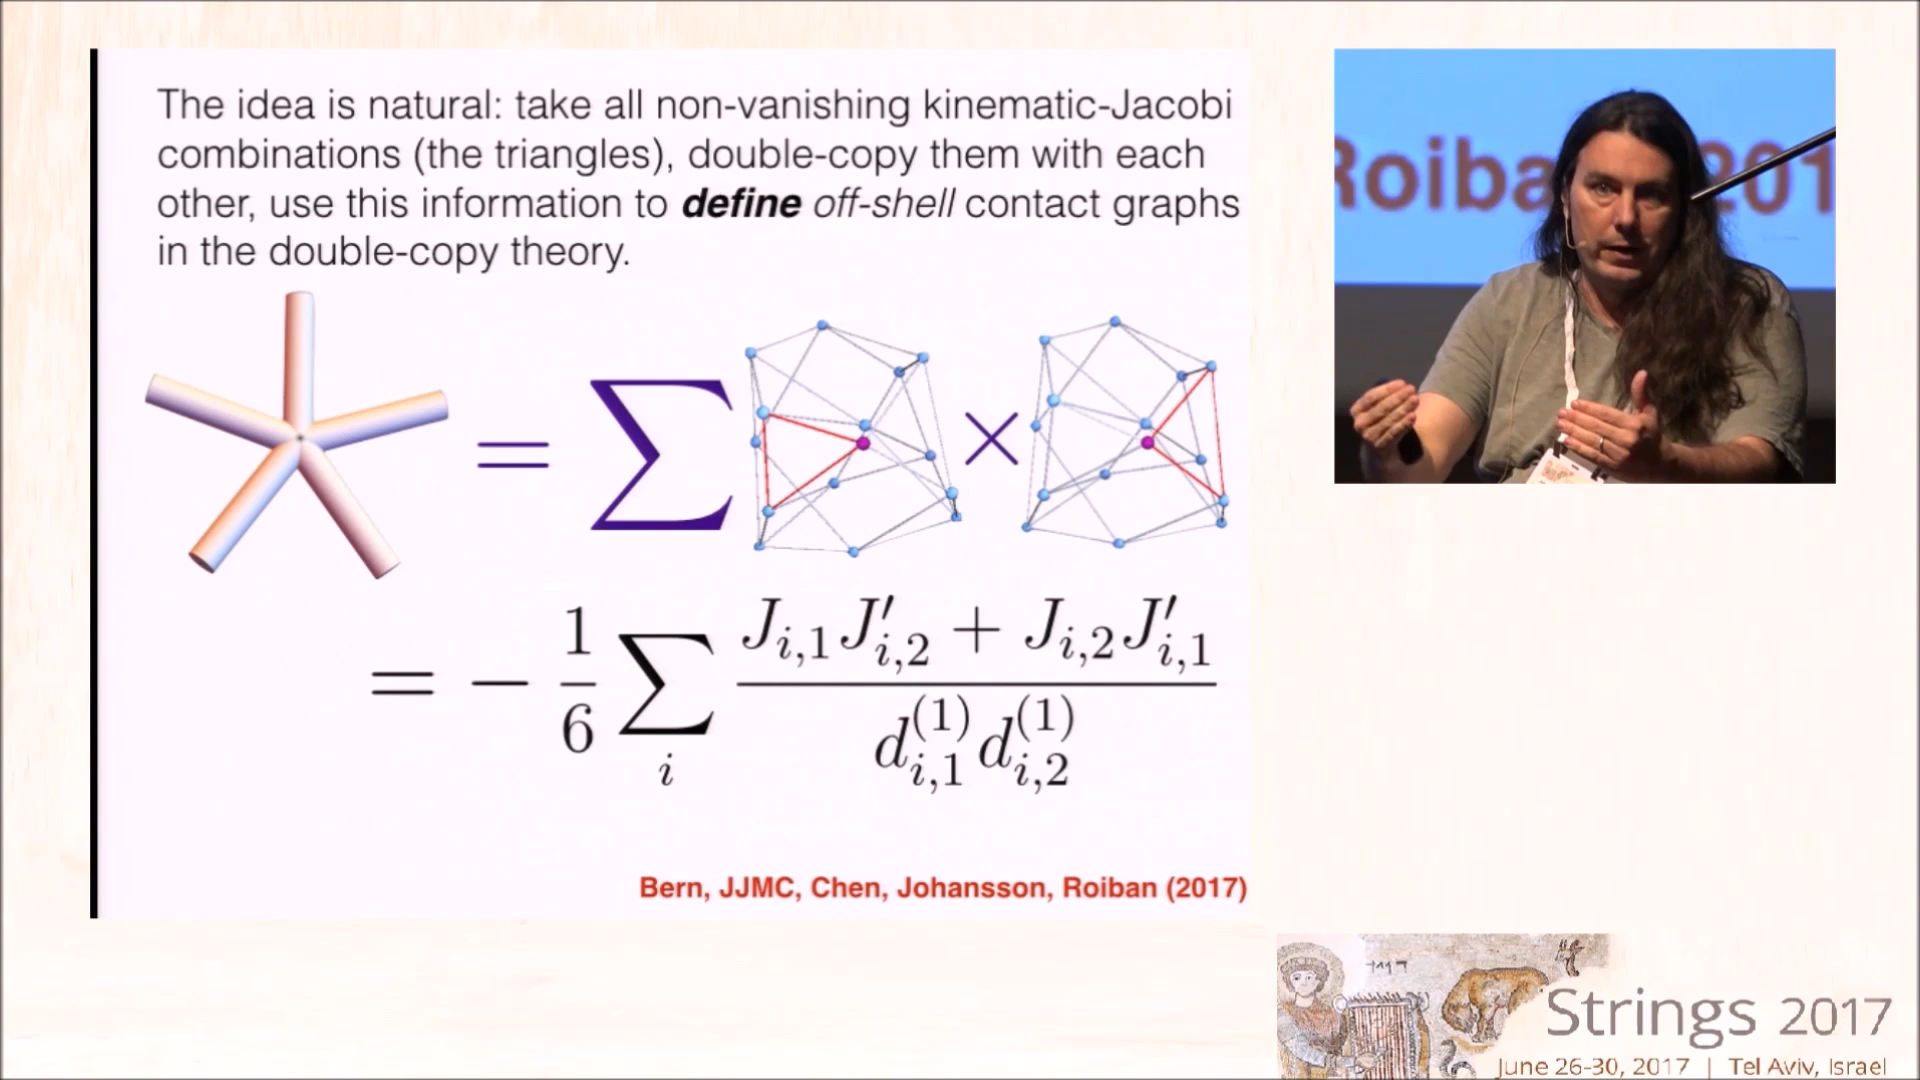 The idea is natural: take all non-vanishing kinematic-Jacobi
combinations (the triangles), double-copy them with each
other, use this information to define off-shell contact graphs
in the double-copy theory.
= ∑ ×
= − 1/6 ∑_i (J_{i,1} J′_{i,2} + J_{i,2} J′_{i,1}) / (d^{(1)}_{i,1} d^{(1)}_{i,2})
Bern, JJMC, Chen, Johansson, Roiban (2017)
Roiba 201
Strings 2017
June 26-30, 2017 | Tel Aviv, Israel